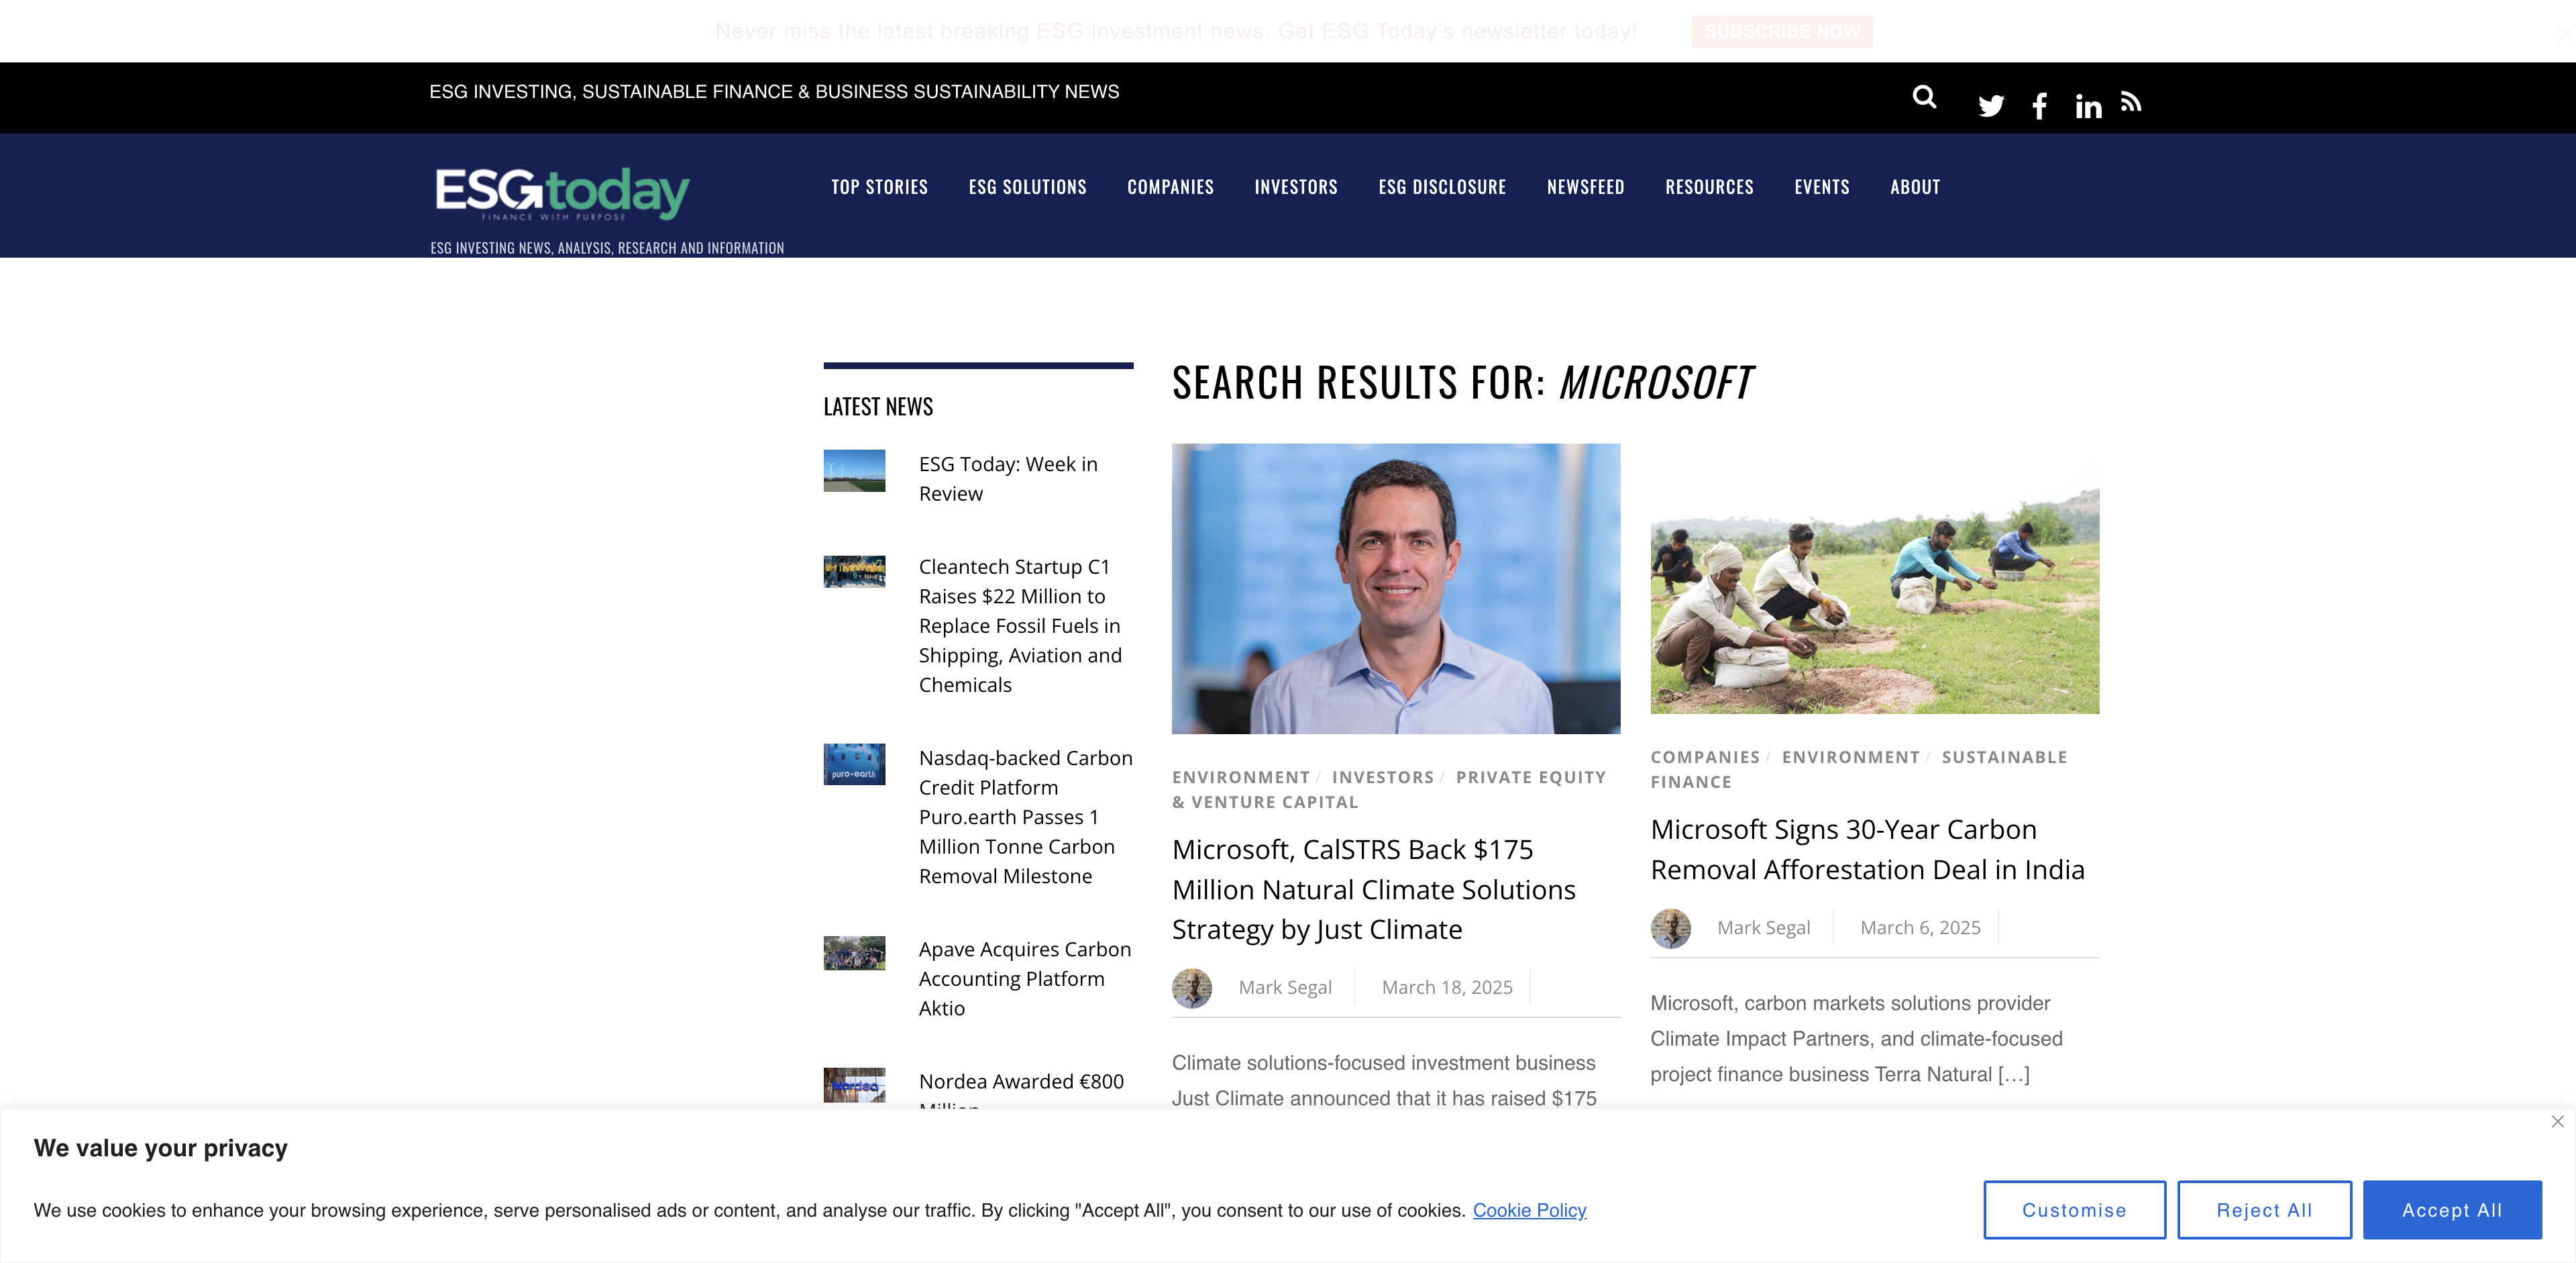 Never miss the latest breaking ESG investment news. Get ESG Today's newsletter today!
SUBSCRIBE NOW
ESG INVESTING, SUSTAINABLE FINANCE & BUSINESS SUSTAINABILITY NEWS
ESGtoday
FINANCE WITH PURPOSE
ESG INVESTING NEWS, ANALYSIS, RESEARCH AND INFORMATION
TOP STORIES
ESG SOLUTIONS
COMPANIES
INVESTORS
ESG DISCLOSURE
NEWSFEED
RESOURCES
EVENTS
ABOUT
LATEST NEWS
ESG Today: Week in
Review
Cleantech Startup C1
Raises $22 Million to
Replace Fossil Fuels in
Shipping, Aviation and
Chemicals
puro·earth
Nasdaq-backed Carbon
Credit Platform
Puro.earth Passes 1
Million Tonne Carbon
Removal Milestone
Apave Acquires Carbon
Accounting Platform
Aktio
Nordea
Nordea Awarded €800
Million
SEARCH RESULTS FOR: MICROSOFT
ENVIRONMENT / INVESTORS / PRIVATE EQUITY
& VENTURE CAPITAL
Microsoft, CalSTRS Back $175
Million Natural Climate Solutions
Strategy by Just Climate
Mark Segal
March 18, 2025
Climate solutions-focused investment business
Just Climate announced that it has raised $175
COMPANIES / ENVIRONMENT / SUSTAINABLE
FINANCE
Microsoft Signs 30-Year Carbon
Removal Afforestation Deal in India
Mark Segal
March 6, 2025
Microsoft, carbon markets solutions provider
Climate Impact Partners, and climate-focused
project finance business Terra Natural […]
We value your privacy
We use cookies to enhance your browsing experience, serve personalised ads or content, and analyse our traffic. By clicking "Accept All", you consent to our use of cookies. Cookie Policy
Customise
Reject All
Accept All